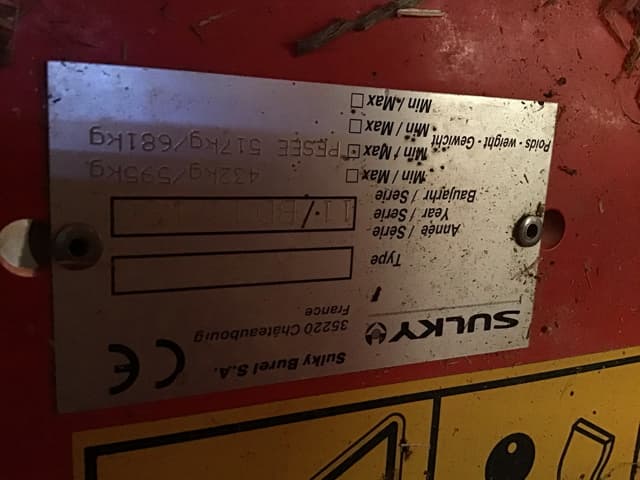 SULKY
Sulky Burel S.A.
35220 Châteaubourg
France
CE
Type
Année / Série
Year / Serie
Baujahr / Serie
Poids - weight - Gewicht
Min / Max 432kg/595kg
Min / Max PESEE 517kg/681kg
Min / Max
Min / Max